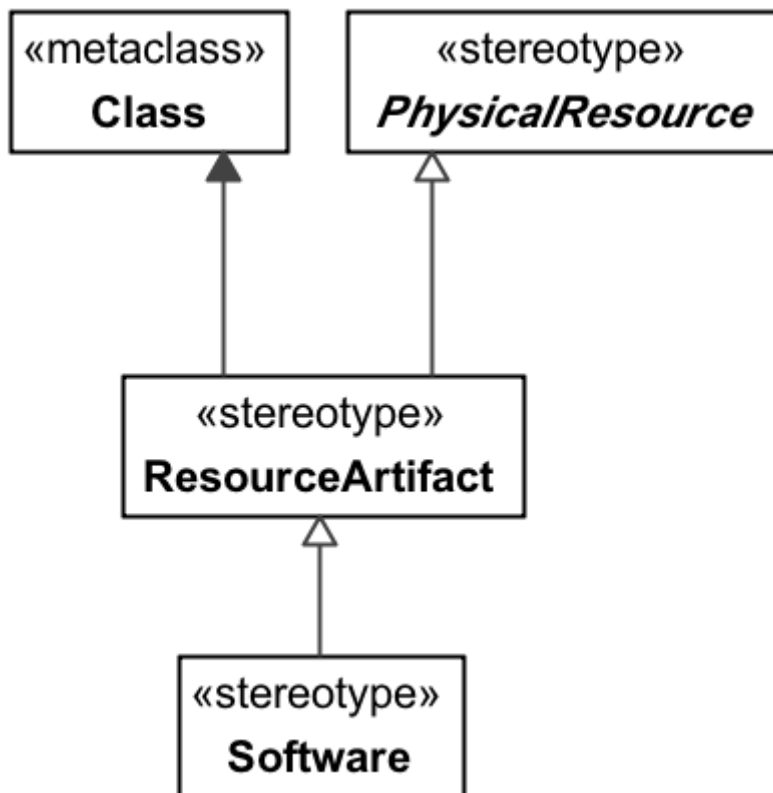 «metaclass»
Class
«stereotype»
PhysicalResource
«stereotype»
ResourceArtifact
«stereotype»
Software